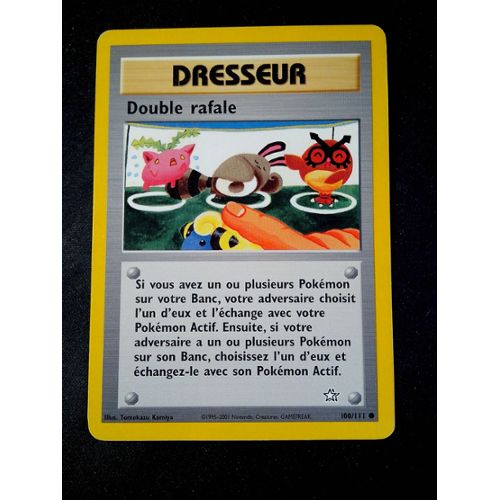 DRESSEUR
Double rafale
Si vous avez un ou plusieurs Pokémon
sur votre Banc, votre adversaire choisit
l'un d'eux et l'échange avec votre
Pokémon Actif. Ensuite, si votre
adversaire a un ou plusieurs Pokémon
sur son Banc, choisissez l'un d'eux et
échangez-le avec son Pokémon Actif.
Illus. Tomokazu Komiya
©1995-2001 Nintendo, Creatures, GAMEFREAK.
100/111